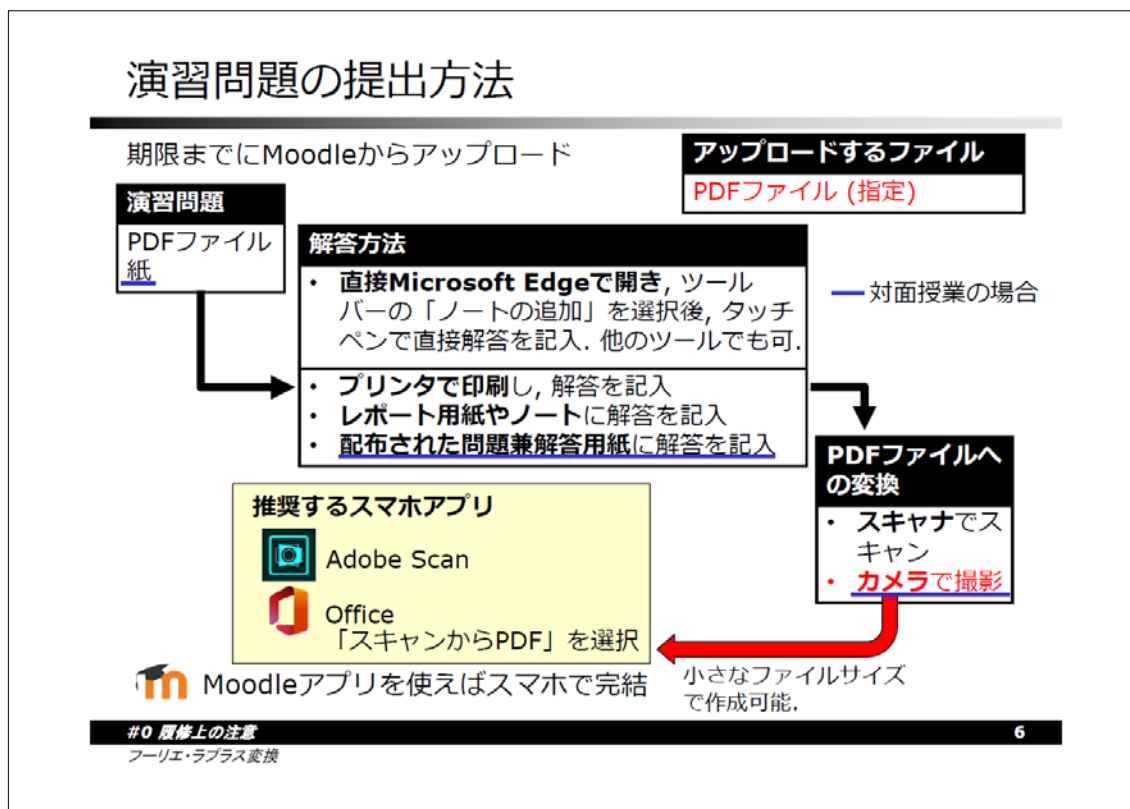 演習問題の提出方法
期限までにMoodleからアップロード
アップロードするファイル
PDFファイル (指定)
演習問題
PDFファイル
紙
解答方法
• 直接Microsoft Edgeで開き, ツール
バーの「ノートの追加」を選択後, タッチ
ペンで直接解答を記入. 他のツールでも可.
• プリンタで印刷し, 解答を記入
• レポート用紙やノートに解答を記入
• 配布された問題兼解答用紙に解答を記入
対面授業の場合
PDFファイルへ
の変換
• スキャナでス
キャン
• カメラで撮影
推奨するスマホアプリ
Adobe Scan
Office
「スキャンからPDF」を選択
小さなファイルサイズ
で作成可能.
Moodleアプリを使えばスマホで完結
#0 履修上の注意
6
フーリエ・ラプラス変換